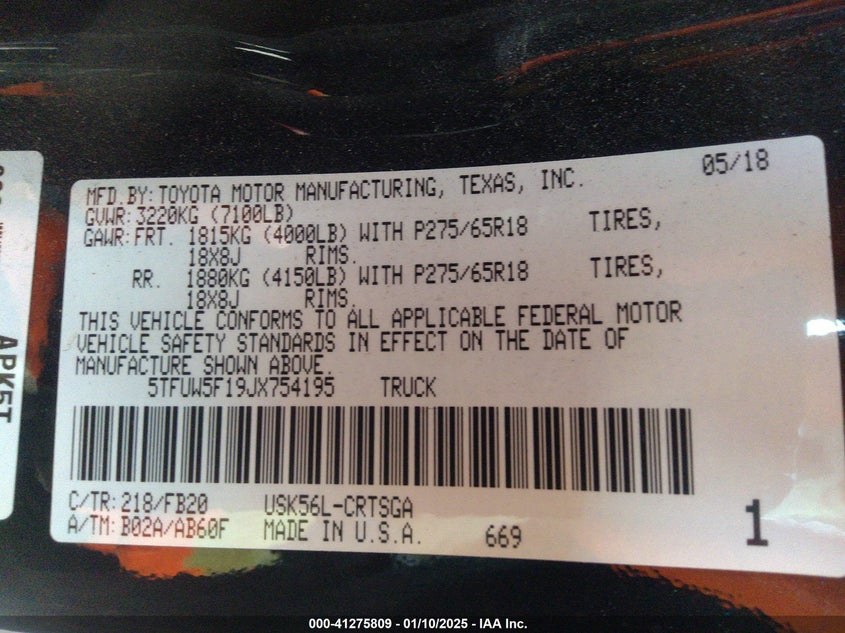 05/18
MFD.BY:TOYOTA MOTOR MANUFACTURING, TEXAS, INC.
GVWR:3220KG (7100LB)
GAWR:FRT. 1815KG (4000LB) WITH P275/65R18 TIRES,
18X8J RIMS.
RR. 1880KG (4150LB) WITH P275/65R18 TIRES,
18X8J RIMS.
THIS VEHICLE CONFORMS TO ALL APPLICABLE FEDERAL MOTOR
VEHICLE SAFETY STANDARDS IN EFFECT ON THE DATE OF
MANUFACTURE SHOWN ABOVE.
5TFUW5F19JX754195 TRUCK
C/TR:218/FB20 USK56L-CRTSGA
A/TM:B02A/AB60F MADE IN U.S.A. 669
1
APK5T
000-41275809 - 01/10/2025 - IAA Inc.